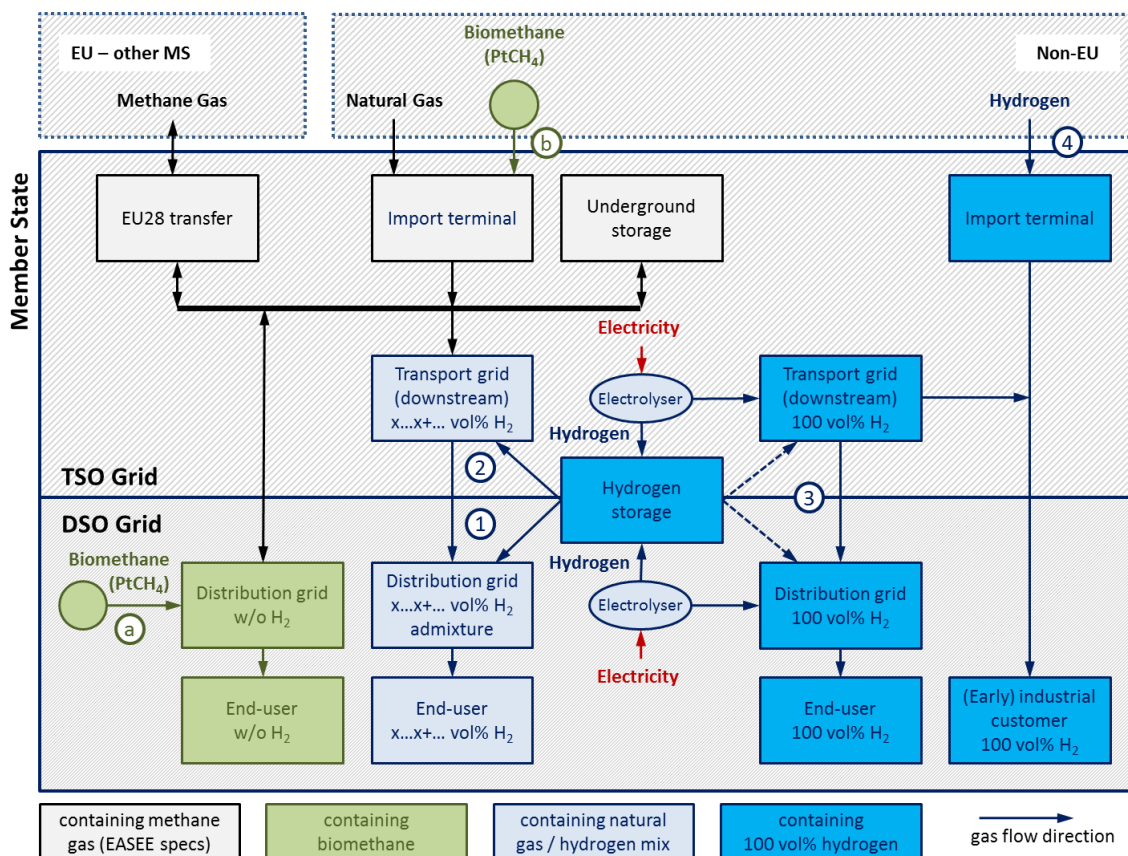 EU – other MS
Methane Gas
Natural Gas
Biomethane
(PtCH₄)
Non-EU
Hydrogen
b
4
Member State
EU28 transfer
Import terminal
Underground
storage
Import terminal
Electricity
Transport grid
(downstream)
x...x+... vol% H₂
Electrolyser
Transport grid
(downstream)
100 vol% H₂
Hydrogen
2
TSO Grid
Hydrogen
storage
3
DSO Grid
1
Biomethane
(PtCH₄)
a
Distribution grid
w/o H₂
Distribution grid
x...x+... vol% H₂
admixture
Hydrogen
Electrolyser
Distribution grid
100 vol% H₂
Electricity
End-user
w/o H₂
End-user
x...x+... vol% H₂
End-user
100 vol% H₂
(Early) industrial
customer
100 vol% H₂
containing methane
gas (EASEE specs)
containing
biomethane
containing natural
gas / hydrogen mix
containing
100 vol% hydrogen
gas flow direction